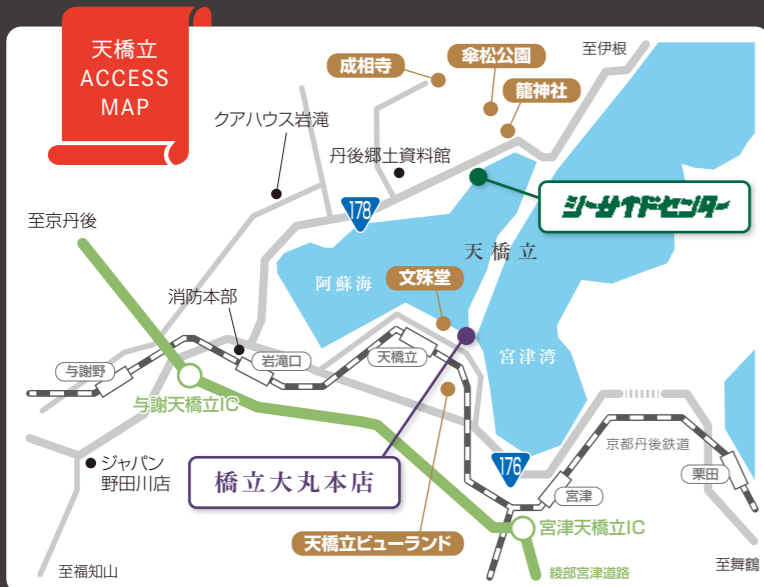 天橋立
ACCESS
MAP
至伊根
傘松公園
成相寺
籠神社
クアハウス岩滝
丹後郷土資料館
シーサイドセンター
178
至京丹後
天橋立
阿蘇海
文殊堂
消防本部
宮津湾
岩滝口
天橋立
与謝野
与謝天橋立IC
京都丹後鉄道
ジャパン
野田川店
橋立大丸本店
176
栗田
宮津
宮津天橋立IC
天橋立ビューランド
至舞鶴
至福知山
綾部宮津道路